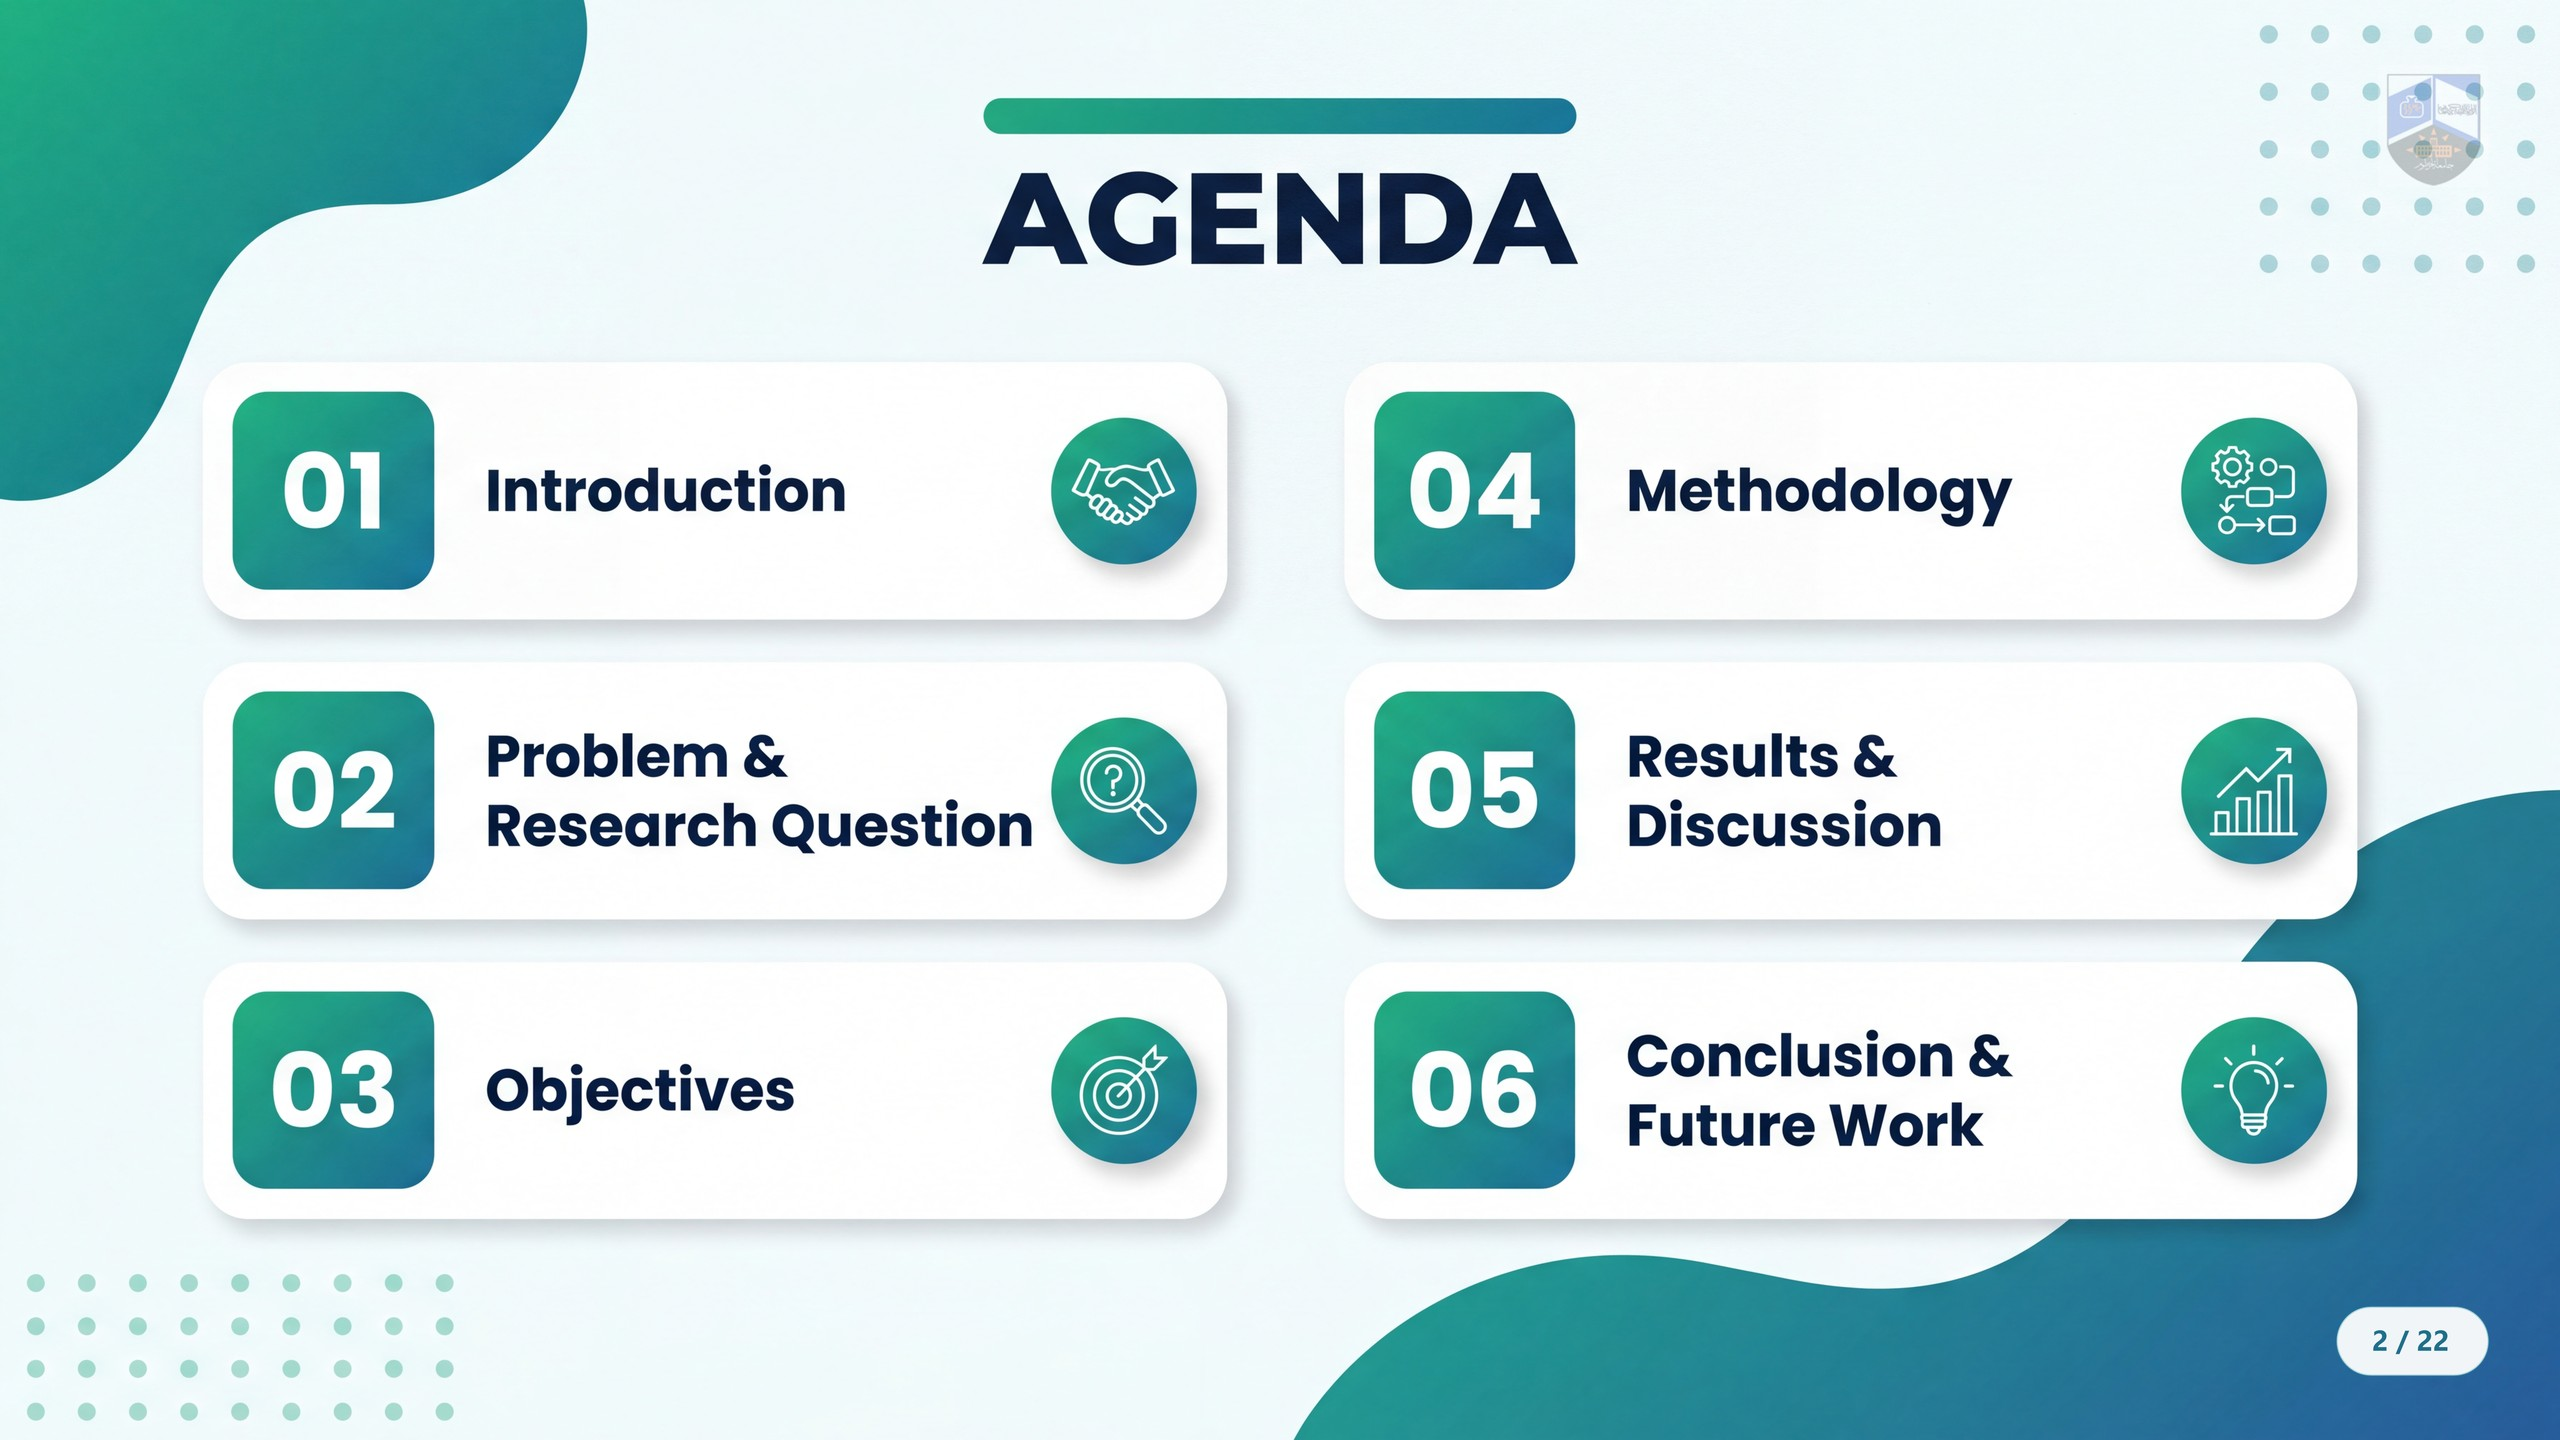 AGENDA
01
Introduction
02
Problem &
Research Question
03
Objectives
04
Methodology
05
Results &
Discussion
06
Conclusion &
Future Work
2 / 22